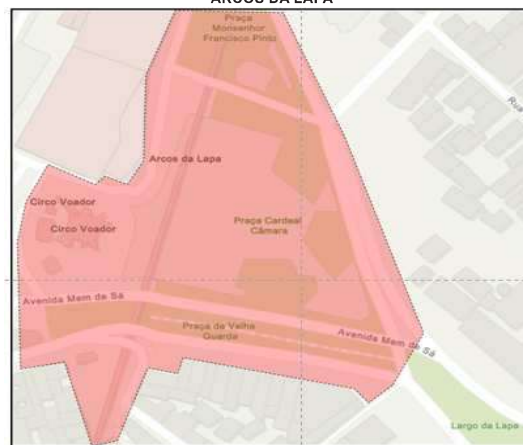 ARCOS DA LAPA
Praça
Monsenhor
Francisco Pinto
Rua
Arcos da Lapa
Circo Voador
Circo Voador
Praça Cardeal
Câmara
Avenida Mem de Sá
Praça da Velha
Guarda
Avenida Mem de Sá
Largo da Lapa